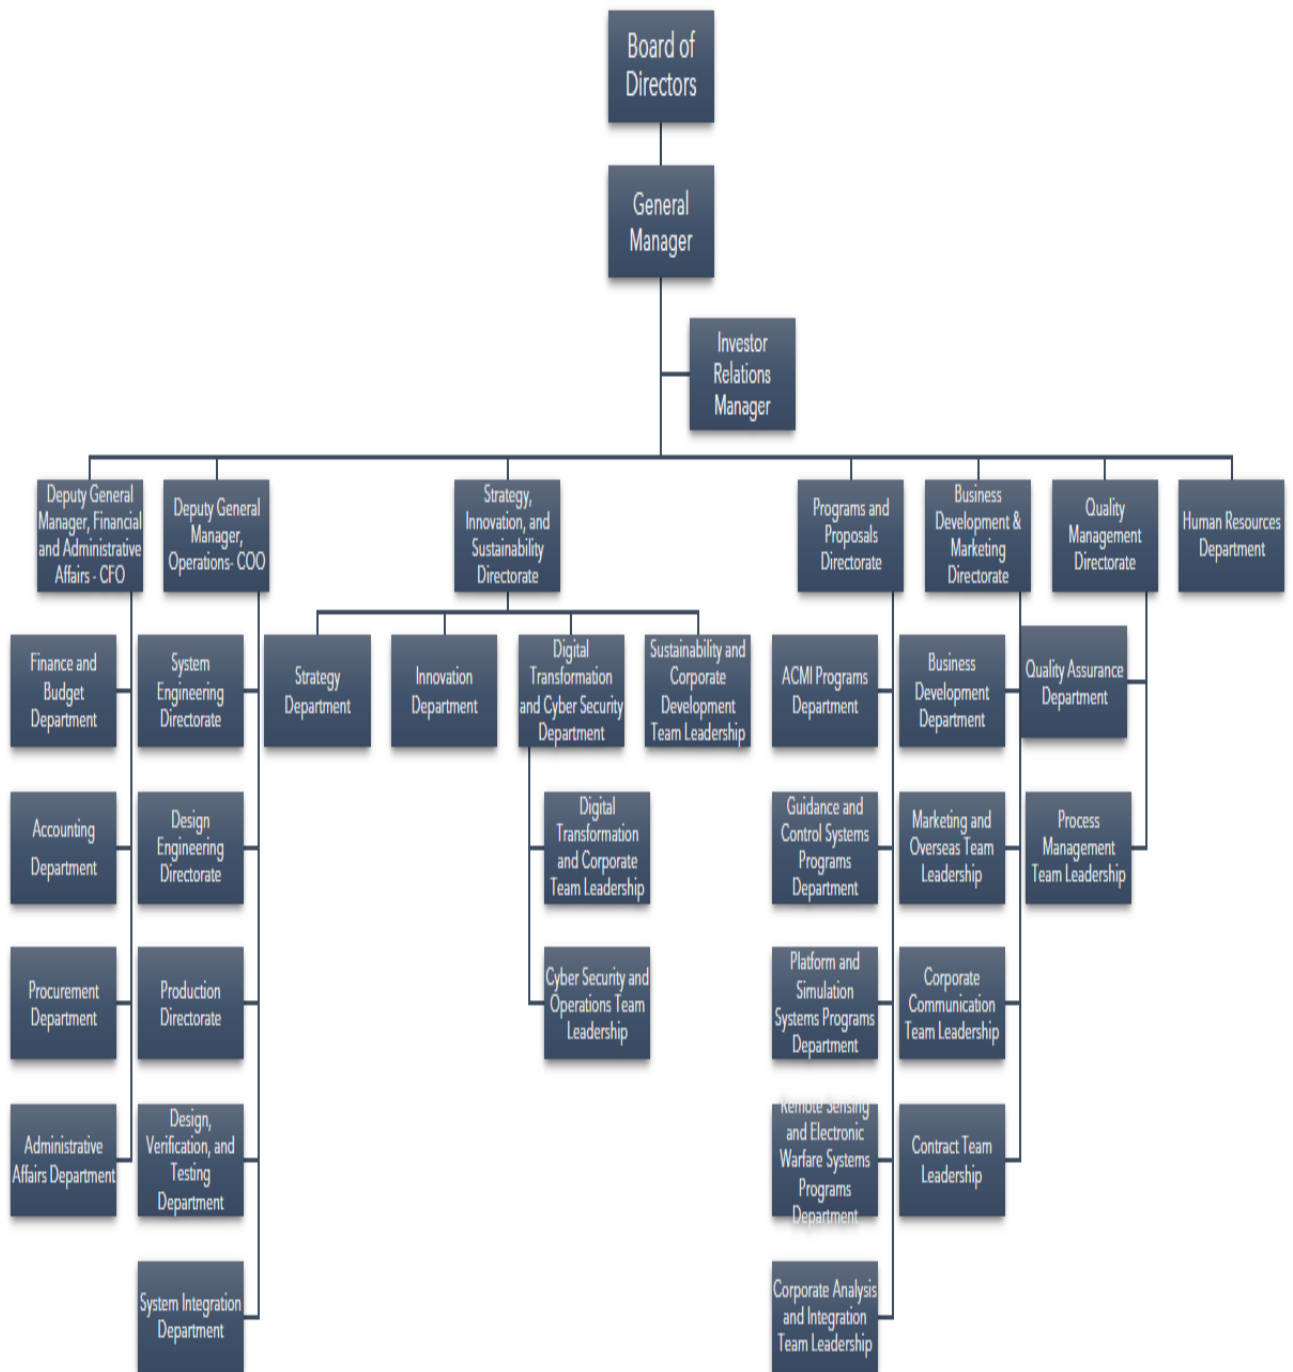 Board of
Directors
General
Manager
Investor
Relations
Manager
Deputy General
Manager, Financial
and Administrative
Affairs - CFO
Deputy General
Manager,
Operations- COO
Strategy,
Innovation, and
Sustainability
Directorate
Programs and
Proposals
Directorate
Business
Development &
Marketing
Directorate
Quality
Management
Directorate
Human Resources
Department
Finance and
Budget
Department
System
Engineering
Directorate
Strategy
Department
Innovation
Department
Digital
Transformation
and Cyber Security
Department
Sustainability and
Corporate
Development
Team Leadership
ACMI Programs
Department
Business
Development
Department
Quality Assurance
Department
Accounting
Department
Design
Engineering
Directorate
Digital
Transformation
and Corporate
Team Leadership
Guidance and
Control Systems
Programs
Department
Marketing and
Overseas Team
Leadership
Process
Management
Team Leadership
Procurement
Department
Production
Directorate
Cyber Security and
Operations Team
Leadership
Platform and
Simulation
Systems Programs
Department
Corporate
Communication
Team Leadership
Administrative
Affairs Department
Design,
Verification, and
Testing
Department
Remote Sensing
and Electronic
Warfare Systems
Programs
Department
Contract Team
Leadership
System Integration
Department
Corporate Analysis
and Integration
Team Leadership